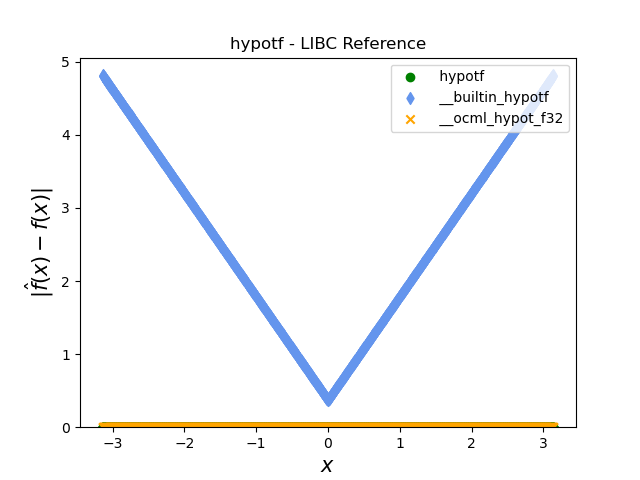 hypotf - LIBC Reference
hypotf
__builtin_hypotf
__ocml_hypot_f32
|f̂(x) − f(x)|
5
4
3
2
1
0
−3
−2
−1
0
1
2
3
x